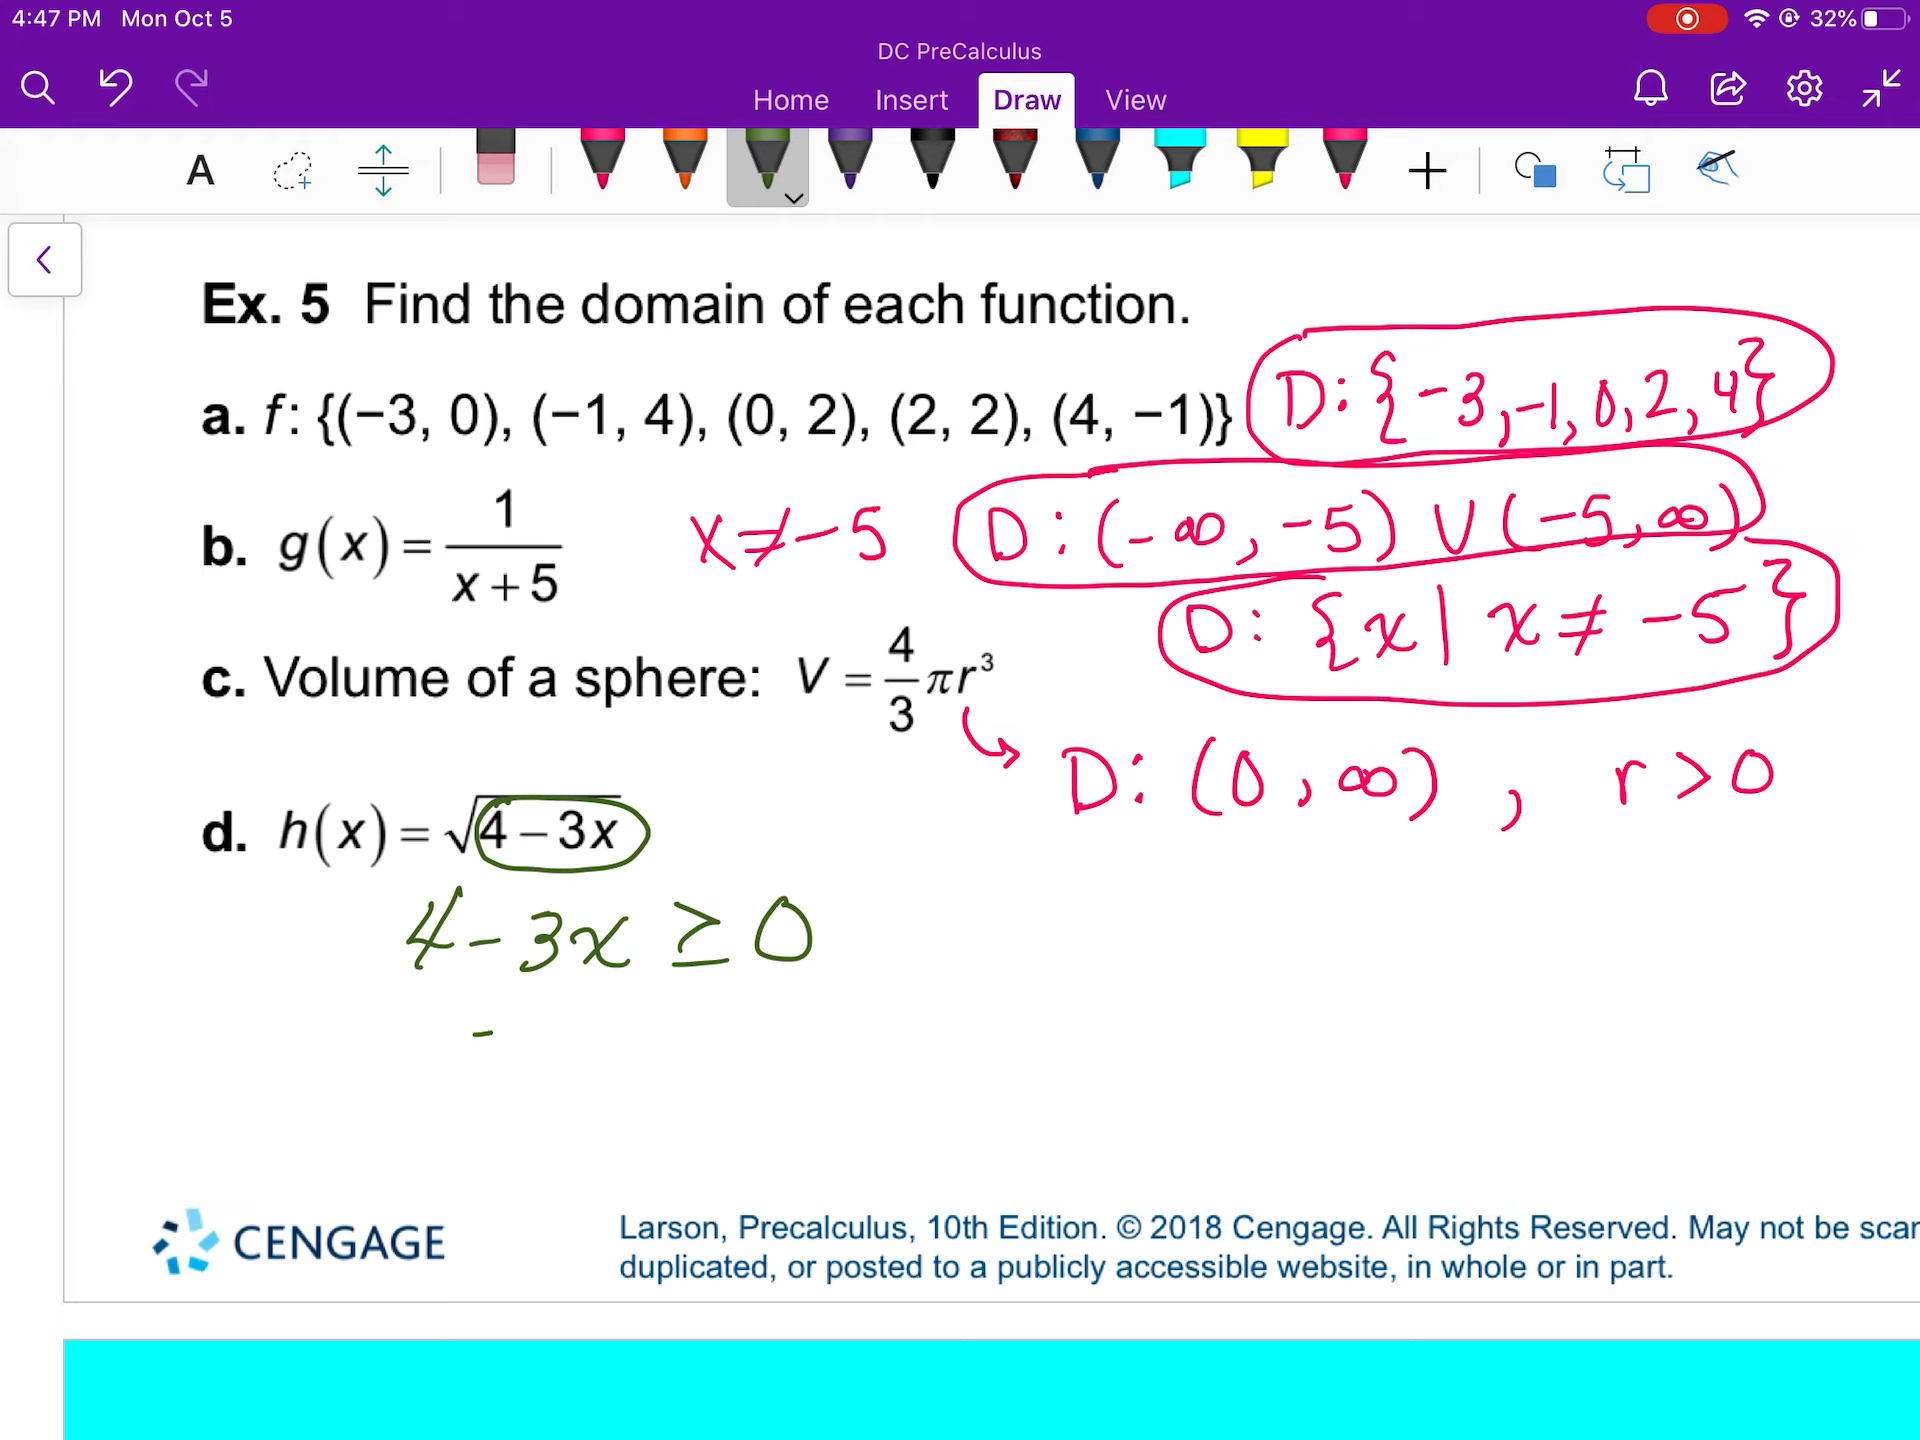 4:47 PM Mon Oct 5
32%
DC PreCalculus
Home Insert Draw View
A
Ex. 5 Find the domain of each function.
a. f: {(−3, 0), (−1, 4), (0, 2), (2, 2), (4, −1)} D: {-3, -1, 0, 2, 4}
b. g(x) = 1/(x + 5) x ≠ -5 D: (-∞, -5) ∪ (-5, ∞)
D: {x | x ≠ -5}
c. Volume of a sphere: V = 4/3 πr³
D: (0, ∞), r > 0
d. h(x) = √(4 − 3x)
4 - 3x ≥ 0
-
CENGAGE
Larson, Precalculus, 10th Edition. © 2018 Cengage. All Rights Reserved. May not be scar
duplicated, or posted to a publicly accessible website, in whole or in part.